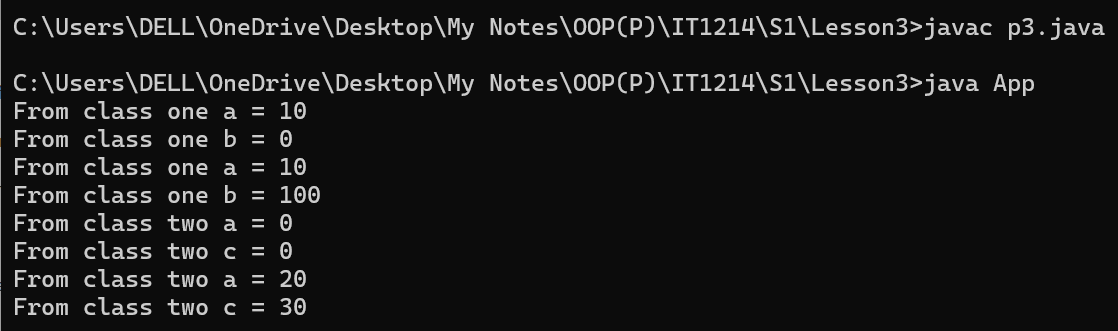 C:\Users\DELL\OneDrive\Desktop\My Notes\OOP(P)\IT1214\S1\Lesson3>javac p3.java
C:\Users\DELL\OneDrive\Desktop\My Notes\OOP(P)\IT1214\S1\Lesson3>java App
From class one a = 10
From class one b = 0
From class one a = 10
From class one b = 100
From class two a = 0
From class two c = 0
From class two a = 20
From class two c = 30